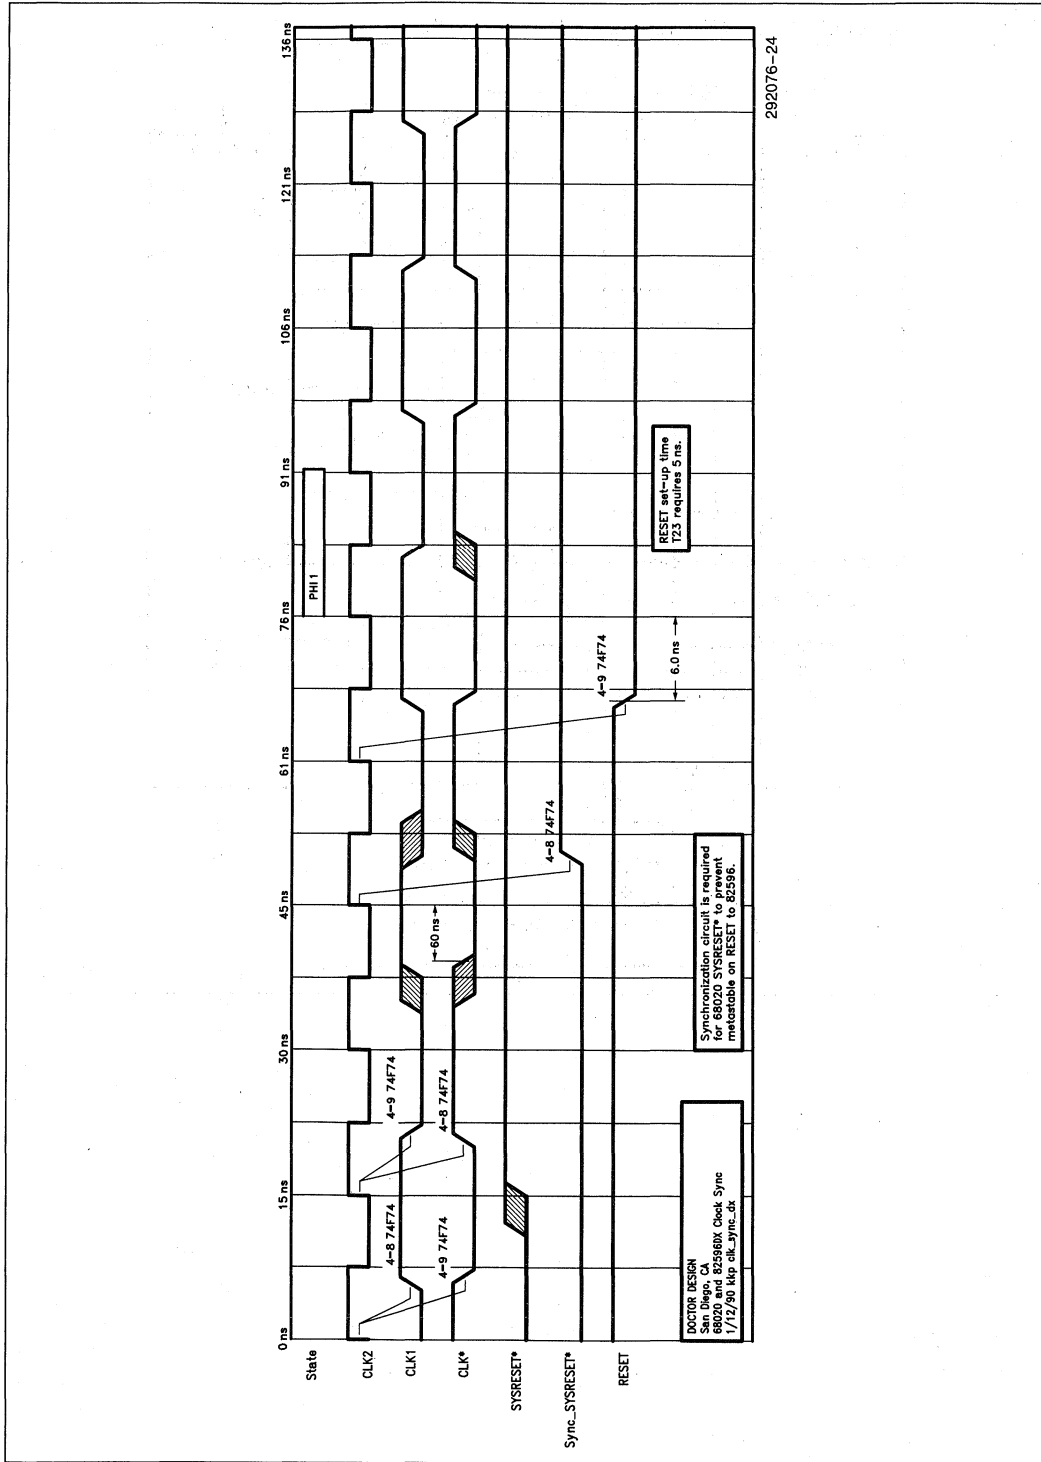 0 ns
15 ns
30 ns
45 ns
61 ns
76 ns
91 ns
106 ns
121 ns
136 ns
State
PHI 1
CLK2
CLK1
4-8 74F74
4-9 74F74
60 ns
CLK*
4-9 74F74
4-8 74F74
SYSRESET*
Sync_SYSRESET*
4-8 74F74
RESET
4-9 74F74
6.0 ns
RESET set-up time
T23 requires 5 ns.
DOCTOR DESIGN
San Diego, CA
68020 and 82596DX Clock Sync
1/12/90 kkp clk_sync_dx
Synchronization circuit is required
for 68020 SYSRESET* to prevent
metastable on RESET to 82596.
292076-24